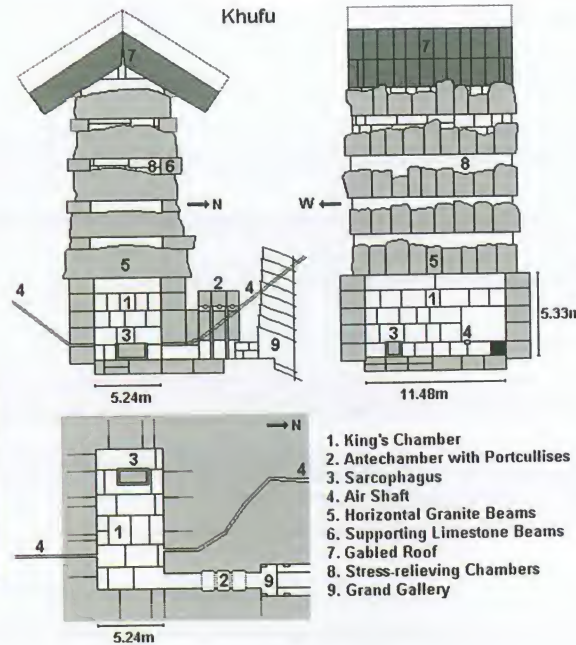 Khufu
7
7
8 6
8
→N
W←
5
5
2
4
4
1
1
5.33m
3
3
4
9
5.24m
11.48m
→N
3
4
1
4
2
9
5.24m
1. King's Chamber
2. Antechamber with Portcullises
3. Sarcophagus
4. Air Shaft
5. Horizontal Granite Beams
6. Supporting Limestone Beams
7. Gabled Roof
8. Stress-relieving Chambers
9. Grand Gallery